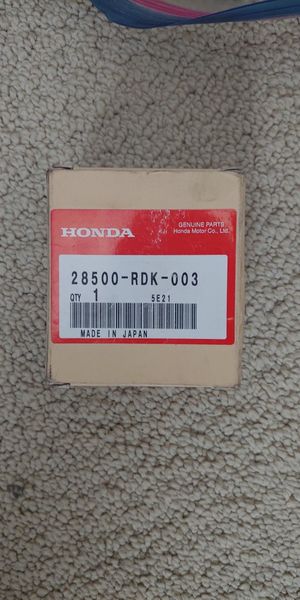 HONDA
GENUINE PARTS
Honda Motor Co., Ltd.
28500-RDK-003
QTY 1 5E21
MADE IN JAPAN